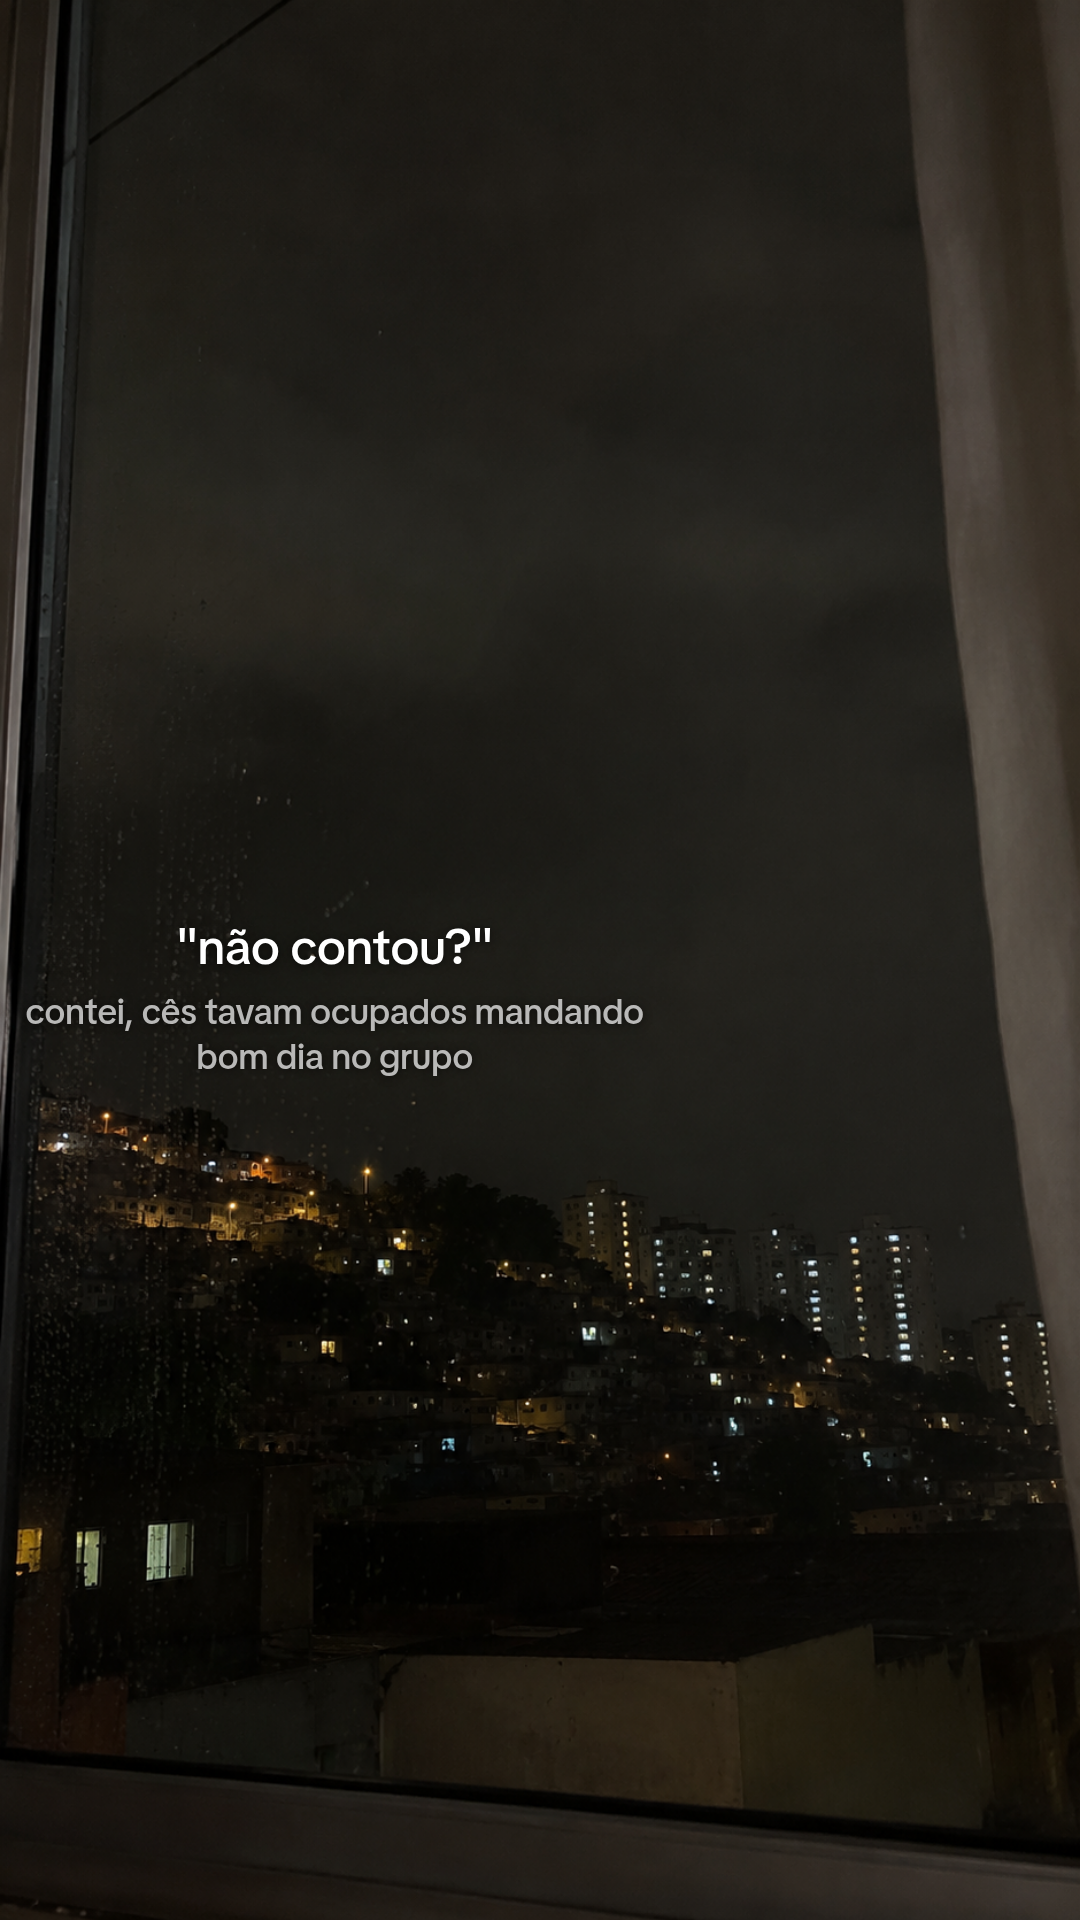 "não contou?"
contei, cês tavam ocupados mandando
bom dia no grupo